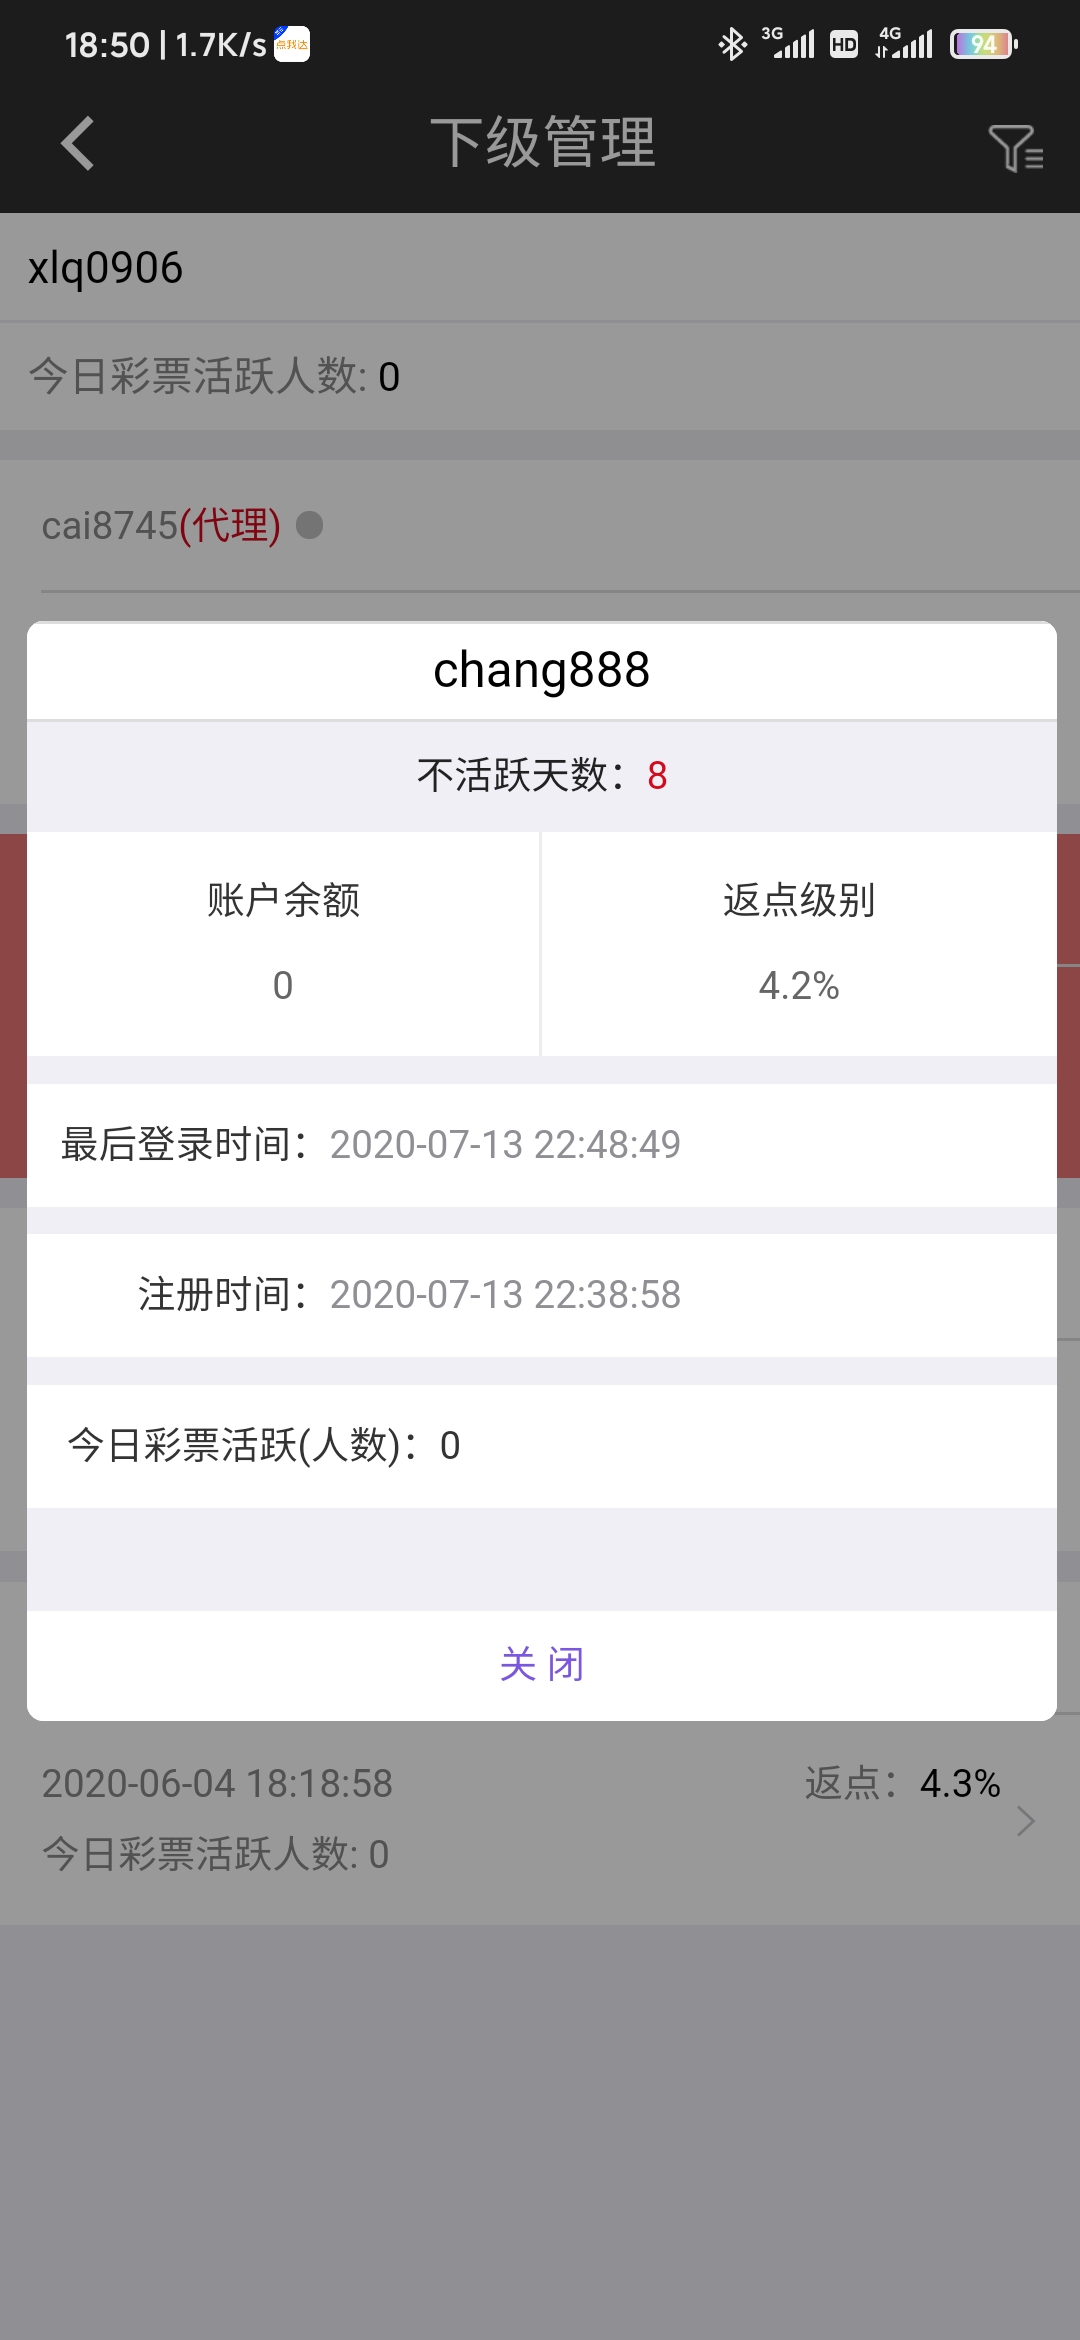 18:50 | 1.7K/s 点我达 3G HD 4G 94
下级管理
xlq0906
今日彩票活跃人数: 0
cai8745(代理)
chang888
不活跃天数：8
账户余额 返点级别
0 4.2%
最后登录时间：2020-07-13 22:48:49
注册时间：2020-07-13 22:38:58
今日彩票活跃(人数)：0
关 闭
2020-06-04 18:18:58 返点：4.3%
今日彩票活跃人数: 0